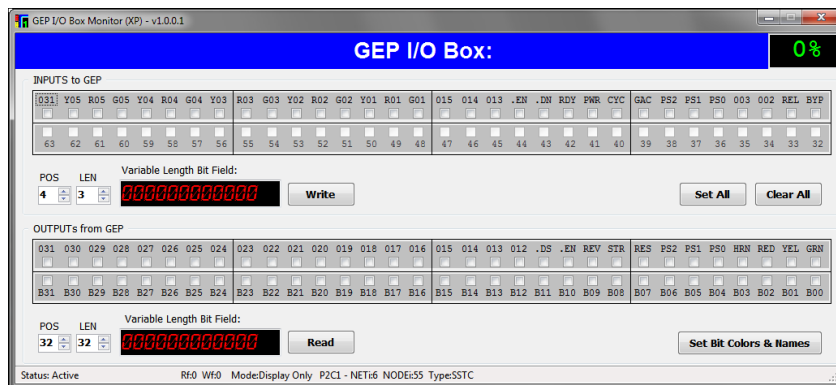 GEP I/O Box Monitor (XP) - v1.0.0.1
GEP I/O Box:
0%
INPUTS to GEP
031 Y05 R05 G05 Y04 R04 G04 Y03 R03 G03 Y02 R02 G02 Y01 R01 G01 015 014 013 .EN .DN RDY PWR CYC GAC PS2 PS1 PS0 003 002 REL BYP
63 62 61 60 59 58 57 56 55 54 53 52 51 50 49 48 47 46 45 44 43 42 41 40 39 38 37 36 35 34 33 32
POS LEN Variable Length Bit Field:
4 3 000000000000 Write Set All Clear All
OUTPUTs from GEP
031 030 029 028 027 026 025 024 023 022 021 020 019 018 017 016 015 014 013 012 .DS .EN REV STR RES PS2 PS1 PS0 HRN RED YEL GRN
B31 B30 B29 B28 B27 B26 B25 B24 B23 B22 B21 B20 B19 B18 B17 B16 B15 B14 B13 B12 B11 B10 B09 B08 B07 B06 B05 B04 B03 B02 B01 B00
POS LEN Variable Length Bit Field:
32 32 000000000000 Read Set Bit Colors & Names
Status: Active Rf:0 Wf:0 Mode:Display Only P2C1 - NETi:6 NODEi:55 Type:SSTC